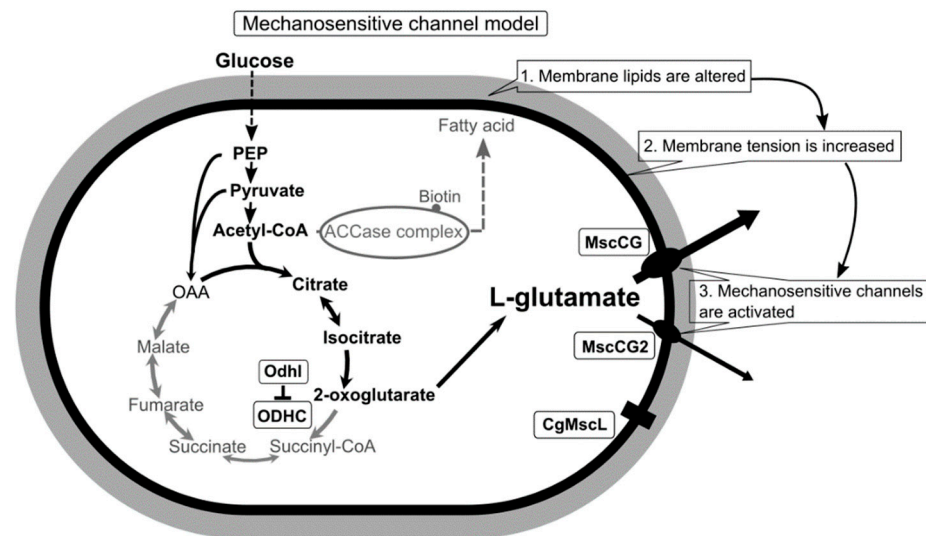 Mechanosensitive channel model
Glucose
1. Membrane lipids are altered
Fatty acid
2. Membrane tension is increased
PEP
Pyruvate
Biotin
Acetyl-CoA
ACCase complex
MscCG
OAA
Citrate
L-glutamate
3. Mechanosensitive channels
are activated
Isocitrate
Malate
MscCG2
OdhI
2-oxoglutarate
Fumarate
ODHC
CgMscL
Succinate
Succinyl-CoA